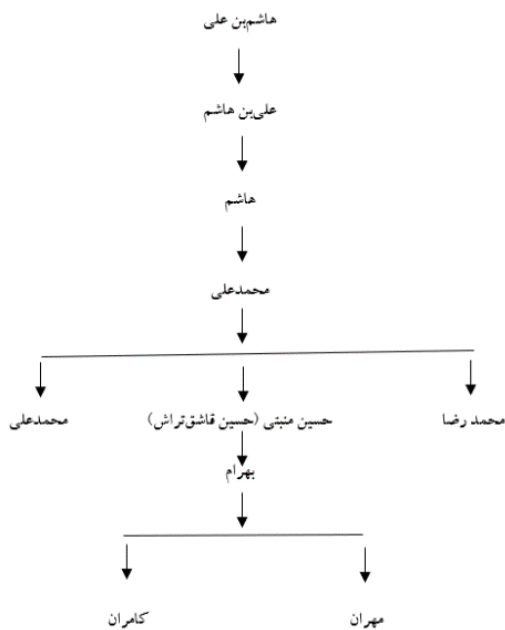 هاشم‌بن علی
علی‌بن هاشم
هاشم
محمدعلی
محمد رضا
حسین منبتی (حسین قاشق‌تراش)
محمدعلی
بهرام
مهران
کامران